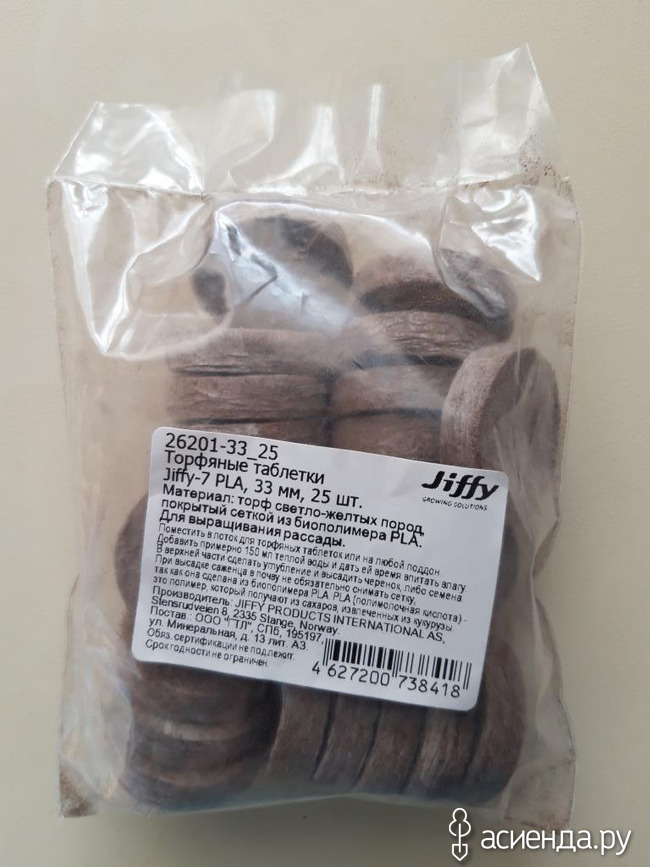 26201-33_25
Торфяные таблетки
Jiffy-7 PLA, 33 мм, 25 шт.
Материал: торф светло-желтых пород,
покрытый сеткой из биополимера PLA.
Для выращивания рассады.
Поместить в лоток для торфяных таблеток или на любой поддон.
Добавить примерно 150 мл теплой воды и дать ей время впитать влагу
В верхней части сделать углубление и высадить черенок, либо семена
При высадке саженца в почву не обязательно снимать сетку,
так как она сделана из биополимера PLA. PLA (полимолочная кислота) -
это полимер, который получают из сахаров, извлеченных из кукурузы
Производитель: JIFFY PRODUCTS INTERNATIONAL AS,
Slensrudveien 8, 2335 Stange, Norway.
Постав.: ООО "ГТЛ" СПб, 195197,
ул. Минеральная, д. 13 лит. АЗ.
Обяз. сертификации не подлежит.
Срок годности не ограничен.
Jiffy
GROWING SOLUTIONS
4 627200 738418
асиенда.ру